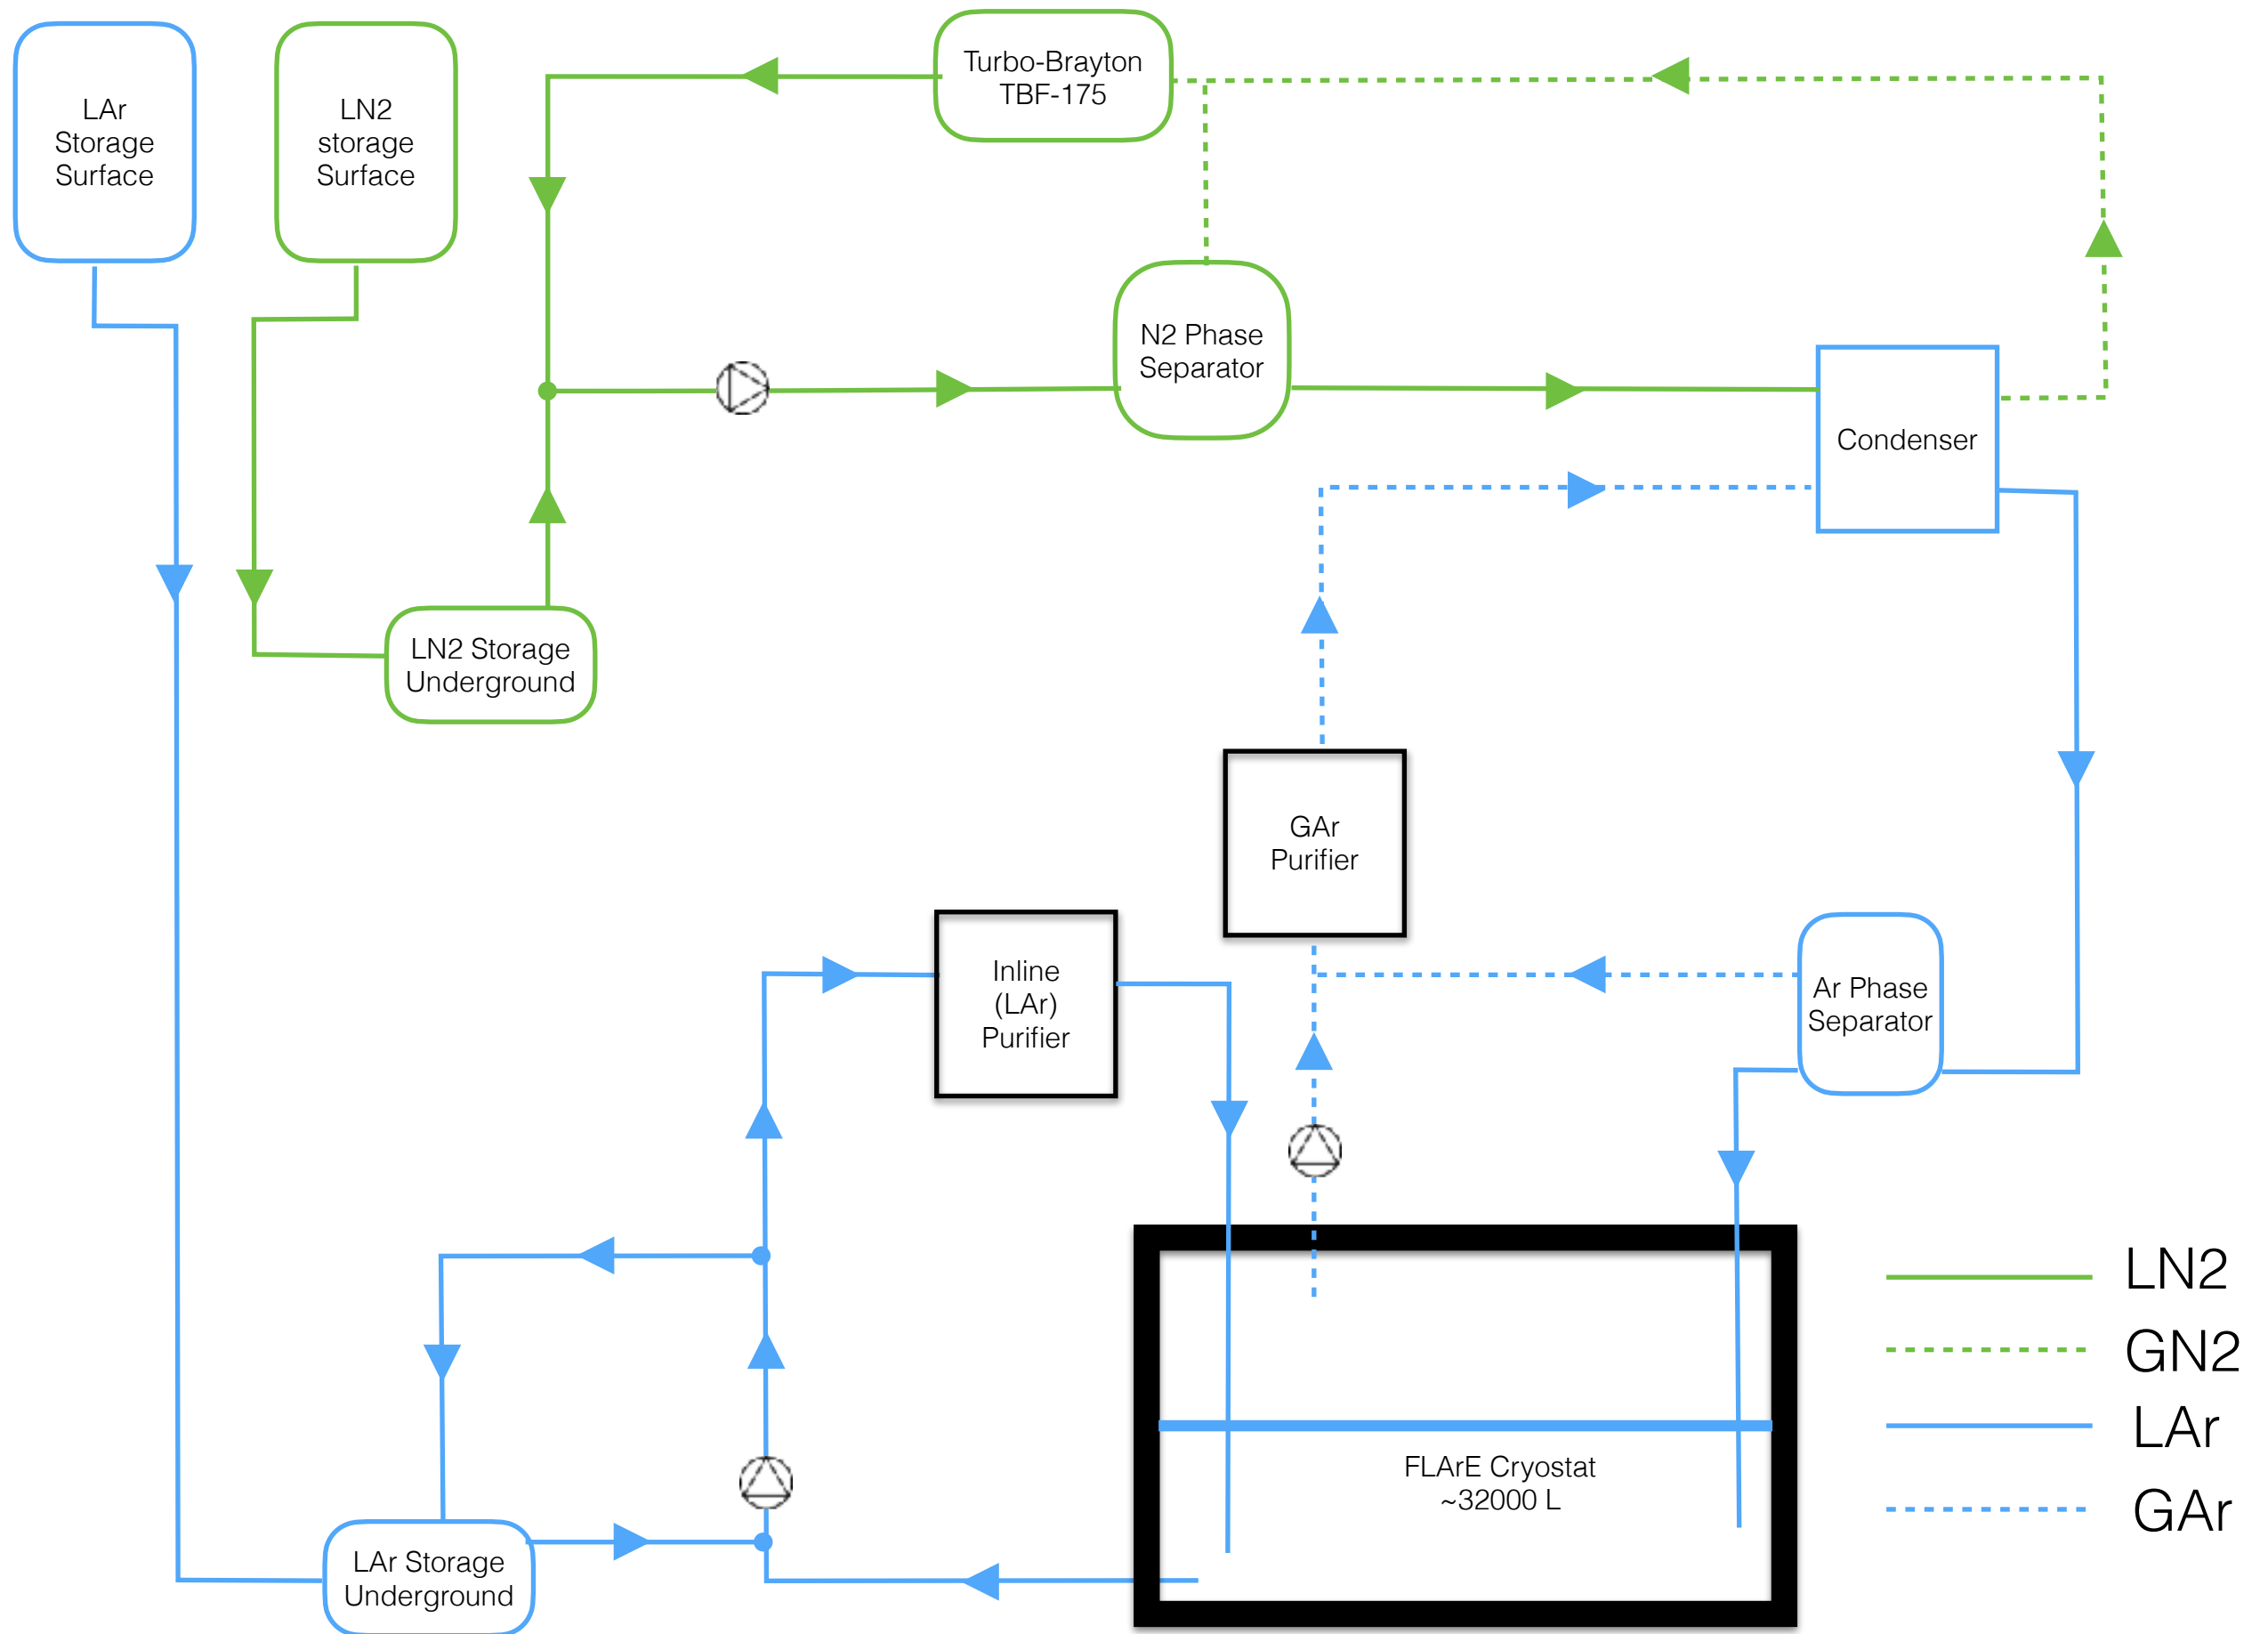 LAr
Storage
Surface
LN2
storage
Surface
Turbo-Brayton
TBF-175
N2 Phase
Separator
Condenser
LN2 Storage
Underground
GAr
Purifier
Inline
(LAr)
Purifier
Ar Phase
Separator
FLArE Cryostat
~32000 L
LAr Storage
Underground
LN2
GN2
LAr
GAr